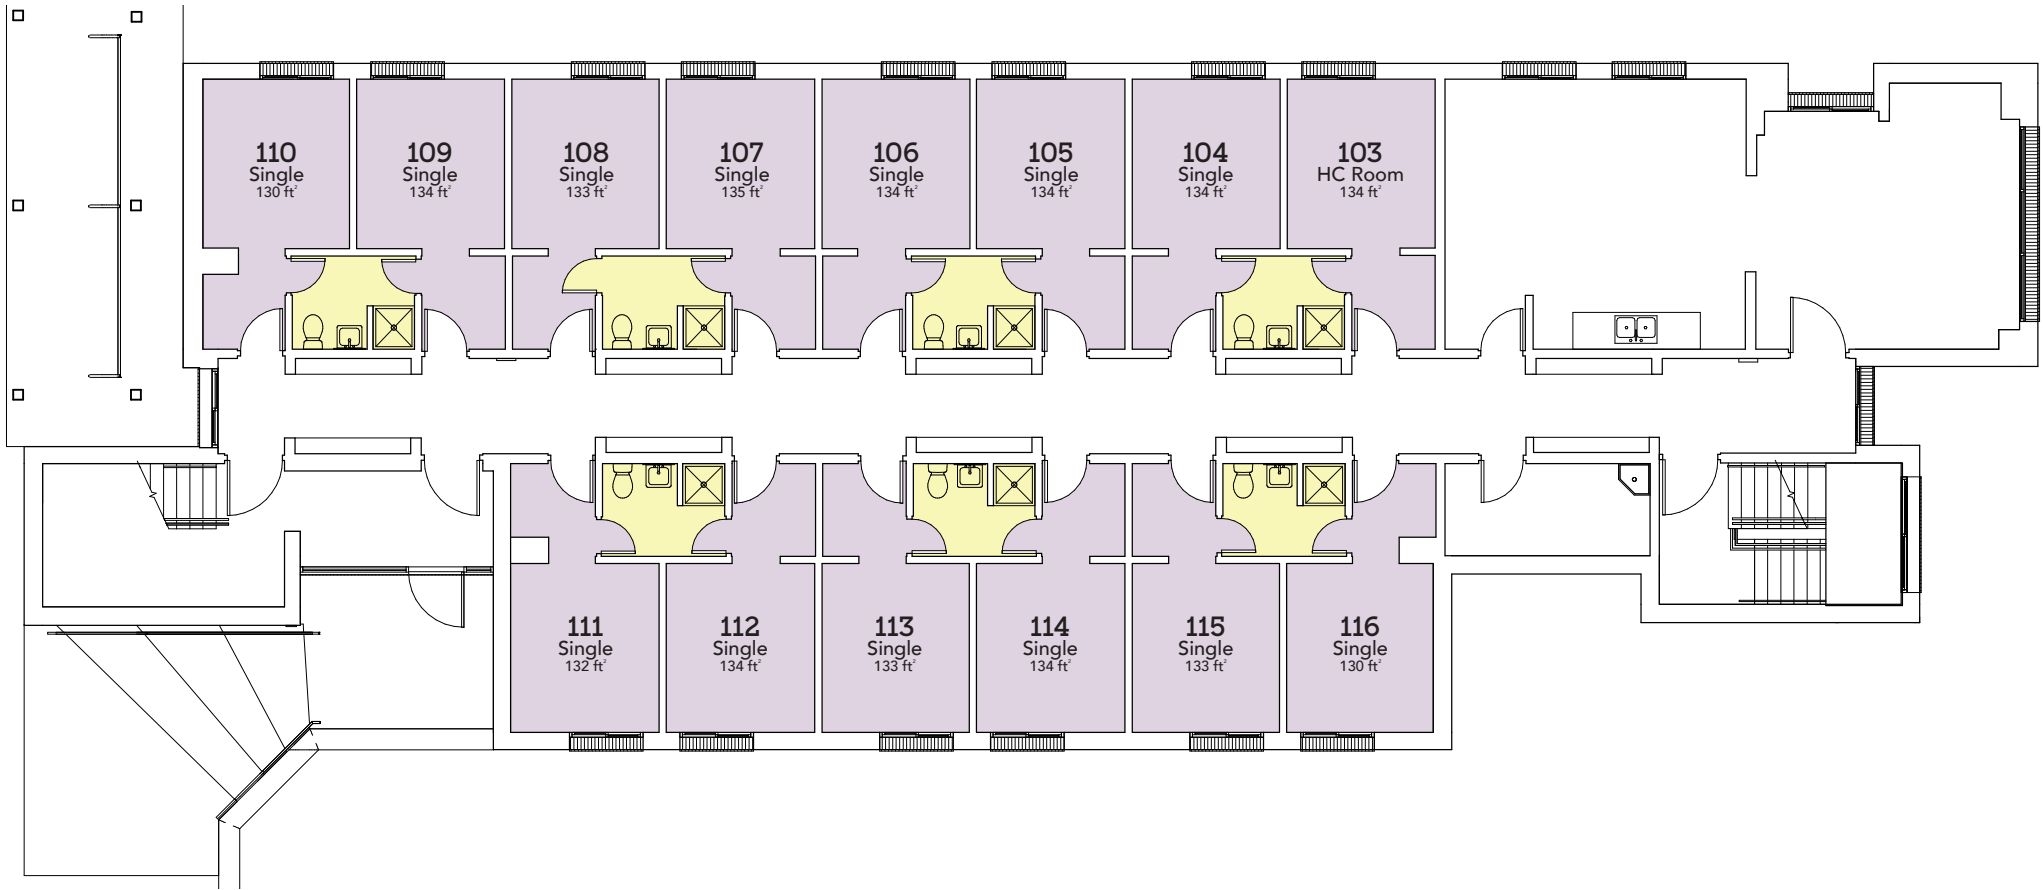 110
Single
130 ft²
109
Single
134 ft²
108
Single
133 ft²
107
Single
135 ft²
106
Single
134 ft²
105
Single
134 ft²
104
Single
134 ft²
103
HC Room
134 ft²
111
Single
132 ft²
112
Single
134 ft²
113
Single
133 ft²
114
Single
134 ft²
115
Single
133 ft²
116
Single
130 ft²